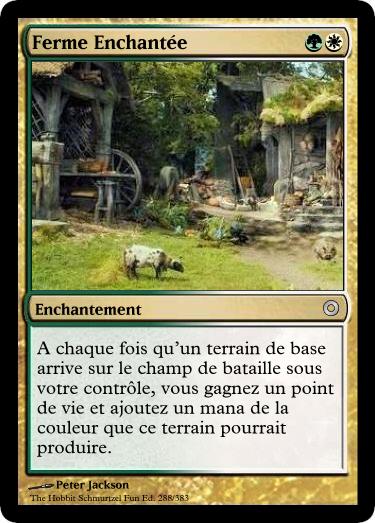 Ferme Enchantée
Enchantement
A chaque fois qu'un terrain de base
arrive sur le champ de bataille sous
votre contrôle, vous gagnez un point
de vie et ajoutez un mana de la
couleur que ce terrain pourrait
produire.
Peter Jackson
The Hobbit Schmurtzel Fun Ed. 288/383